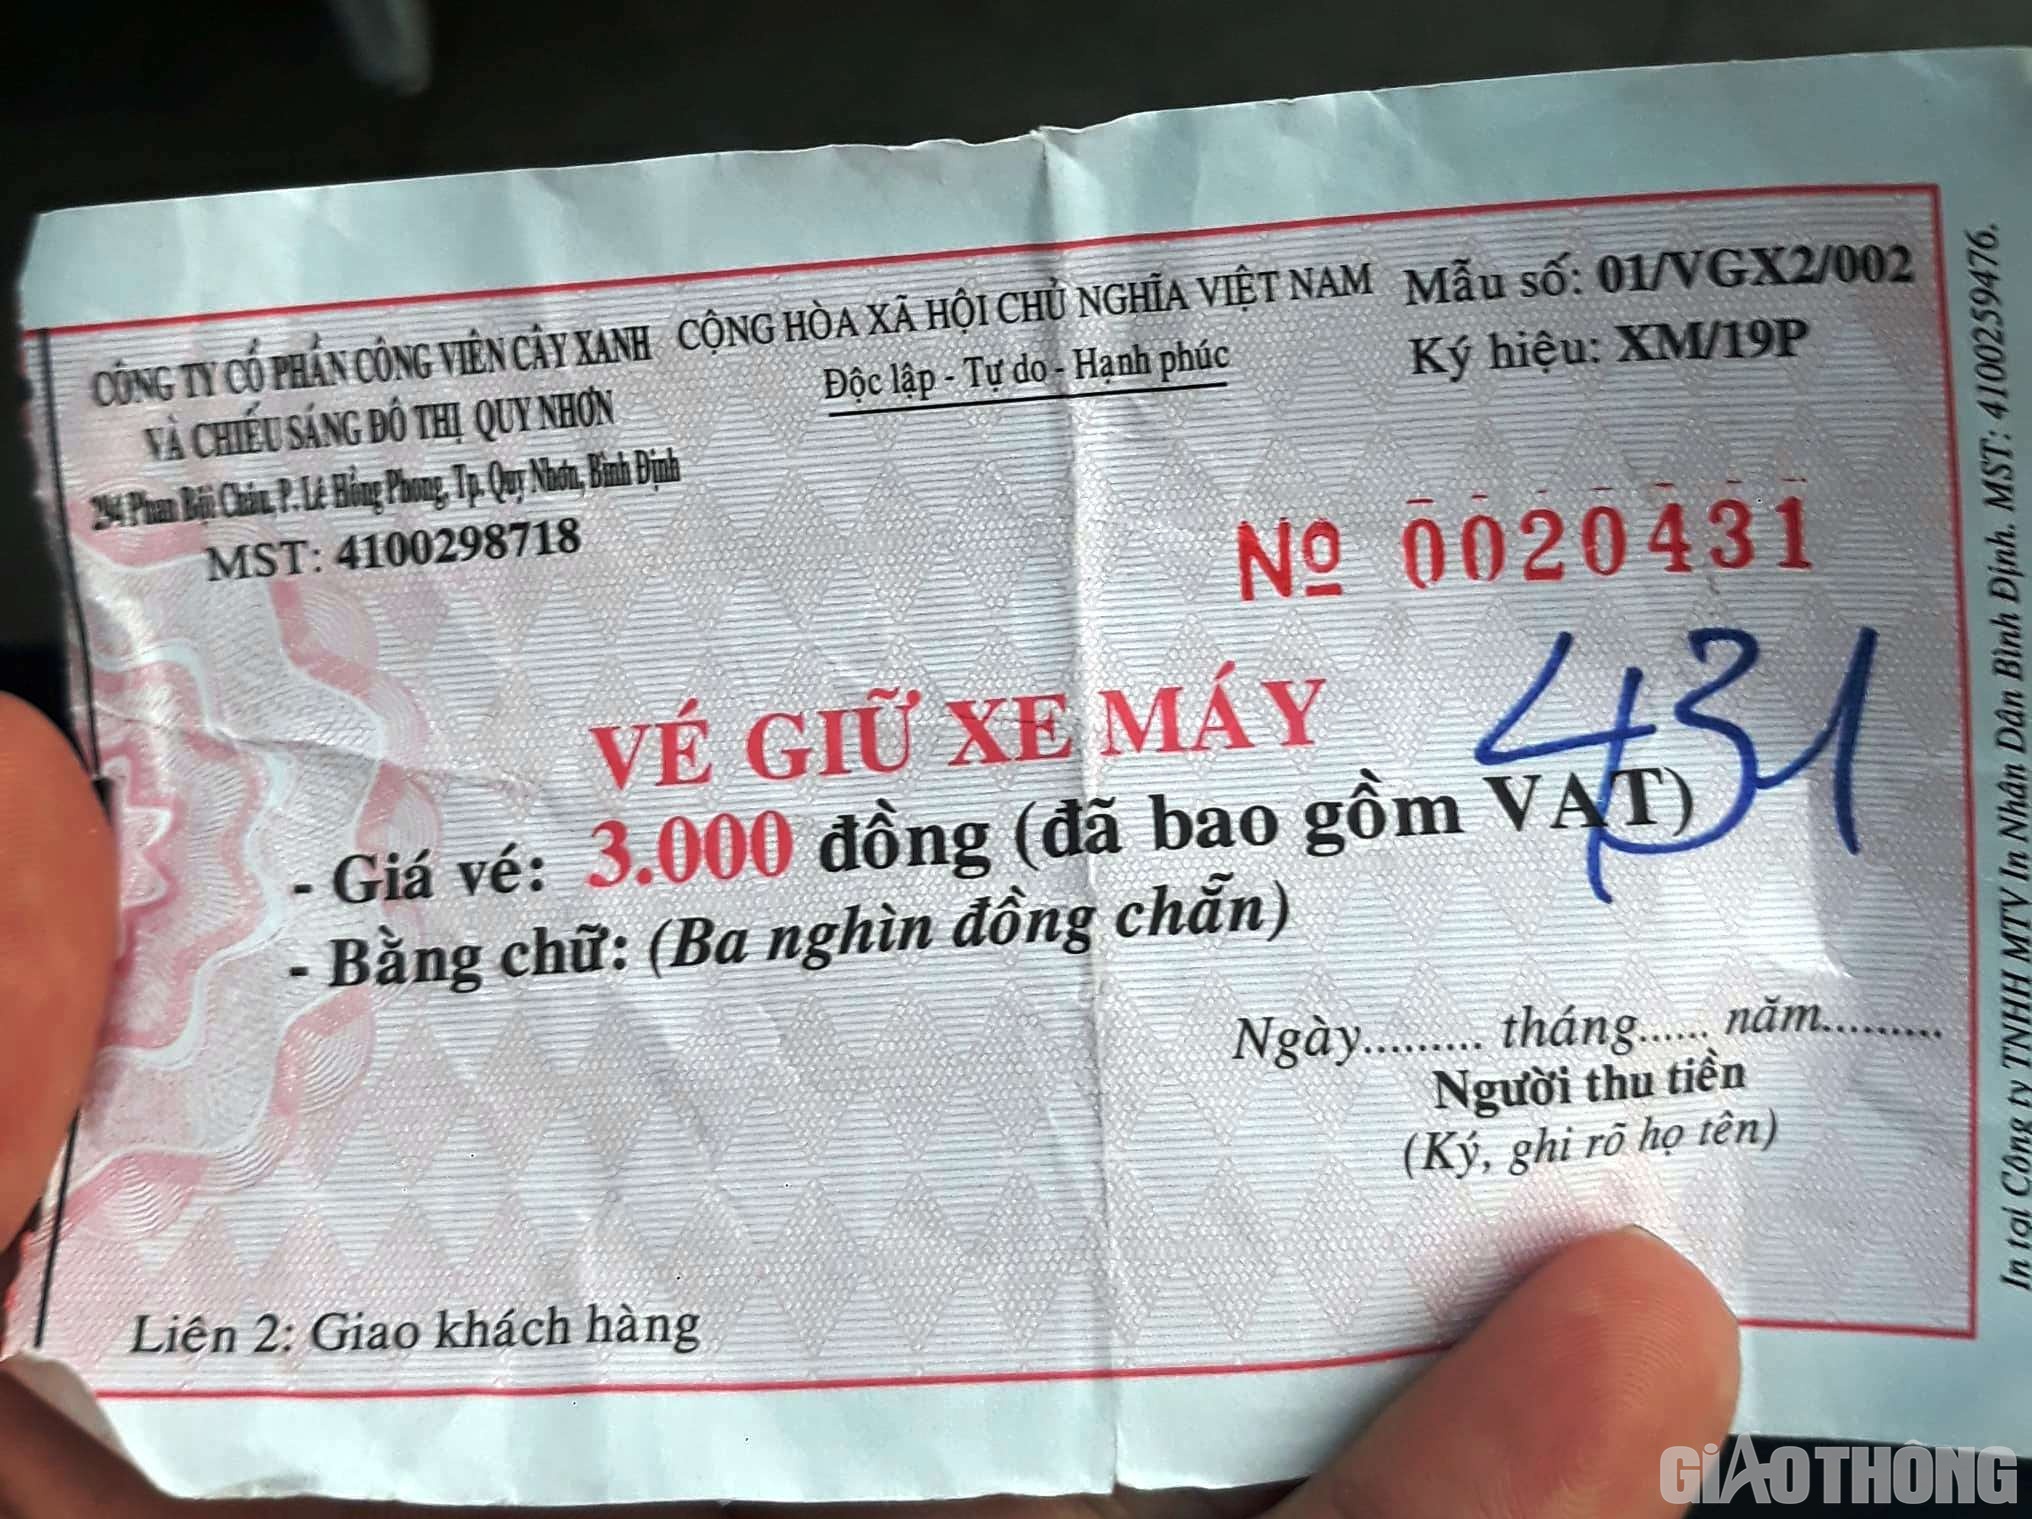 CÔNG TY CỔ PHẦN CÔNG VIÊN CÂY XANH
VÀ CHIẾU SÁNG ĐÔ THỊ QUY NHƠN
294 Phan Bội Châu, P. Lê Hồng Phong, Tp. Quy Nhơn, Bình Định
MST: 4100298718
CỘNG HÒA XÃ HỘI CHỦ NGHĨA VIỆT NAM
Độc lập - Tự do - Hạnh phúc
Mẫu số: 01/VGX2/002
Ký hiệu: XM/19P
Nº 0020431
431
VÉ GIỮ XE MÁY
- Giá vé: 3.000 đồng (đã bao gồm VAT)
- Bằng chữ: (Ba nghìn đồng chẵn)
Ngày......... tháng...... năm.........
Người thu tiền
(Ký, ghi rõ họ tên)
Liên 2: Giao khách hàng
In tại Công ty TNHH MTV In Nhân Dân Bình Định. MST: 4100259476.
GIAOTHÔNG